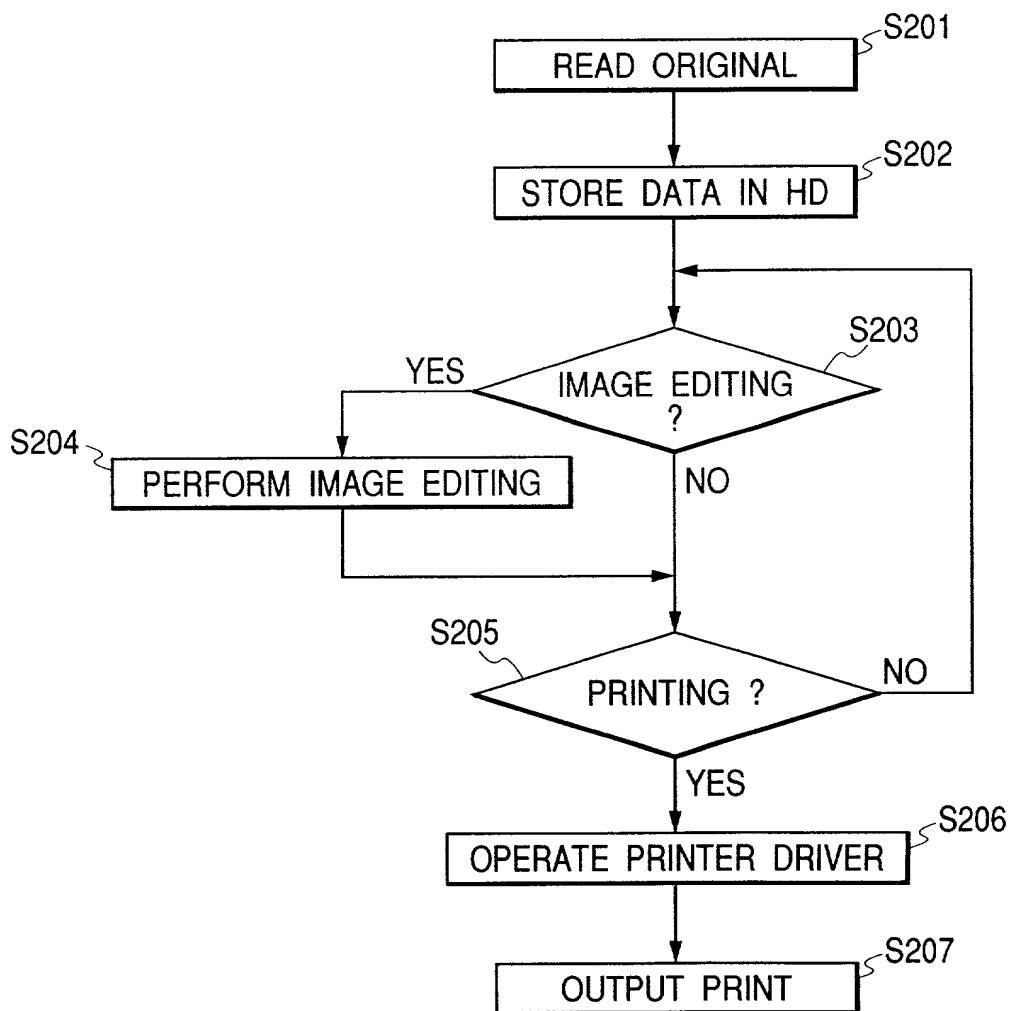 S201
READ ORIGINAL
S202
STORE DATA IN HD
S203
YES
IMAGE EDITING
?
S204
PERFORM IMAGE EDITING
NO
S205
PRINTING ?
NO
YES
S206
OPERATE PRINTER DRIVER
S207
OUTPUT PRINT